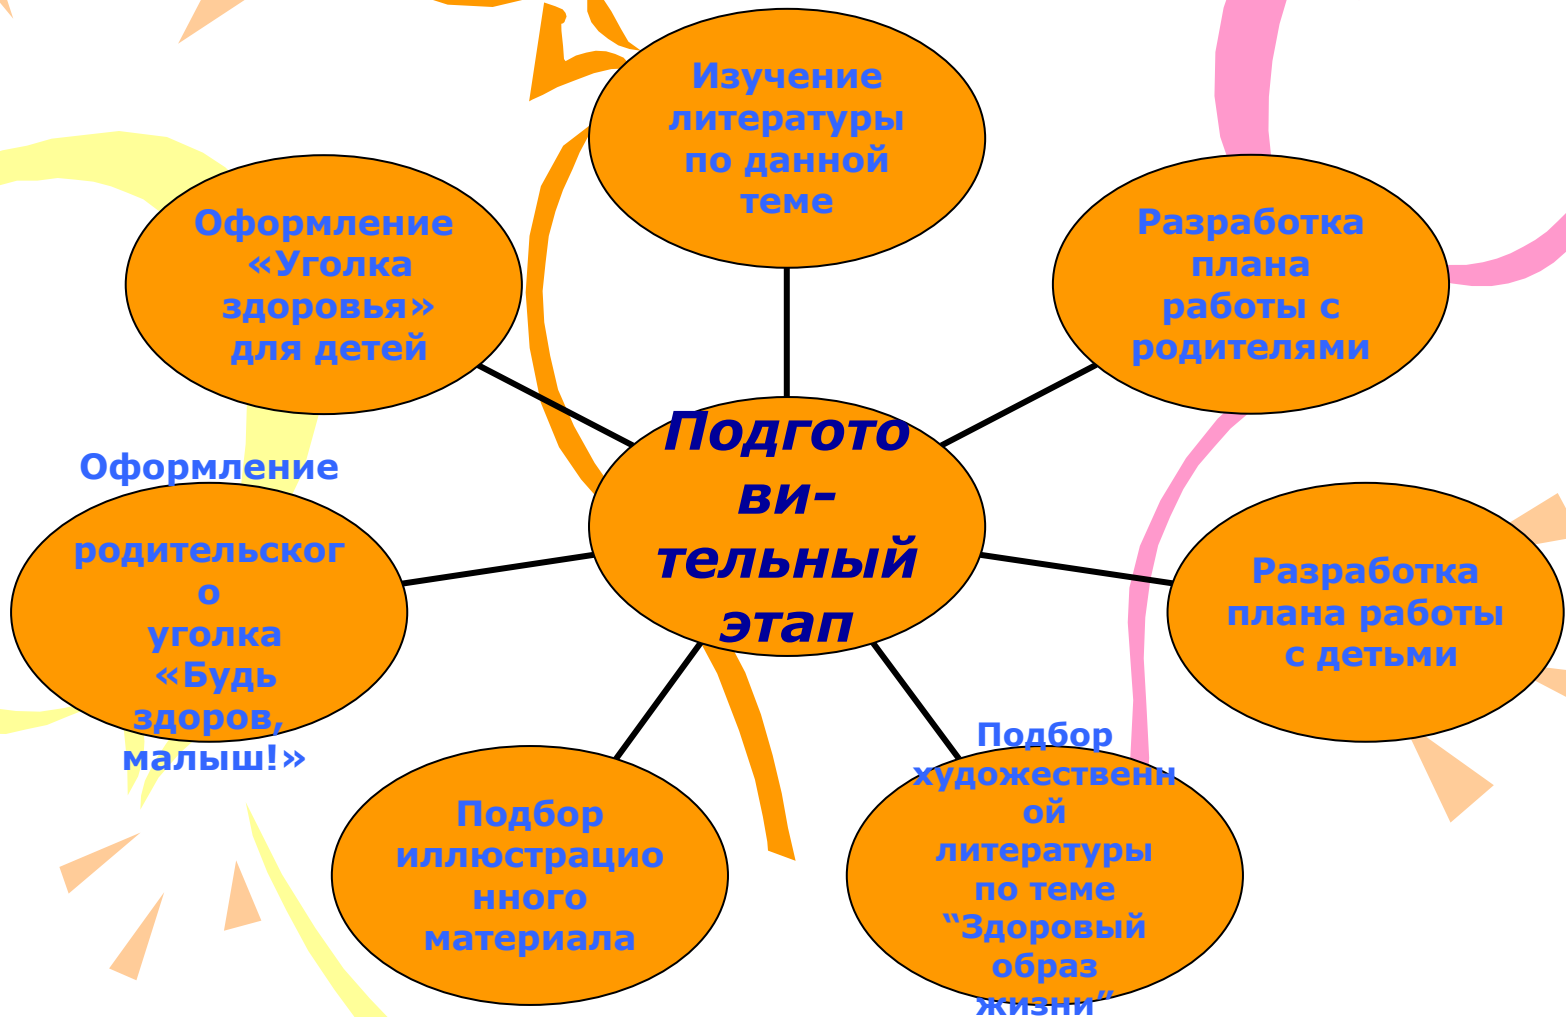 Изучение
литературы
по данной
теме
Разработка
плана
работы с
родителями
Разработка
плана работы
с детьми
Подбор
художественн
ой
литературы
по теме
“Здоровый
образ
жизни”
Подбор
иллюстрацио
нного
материала
Оформление
родительског
о
уголка
«Будь
здоров,
малыш!»
Оформление
«Уголка
здоровья»
для детей
Подгото
ви-
тельный
этап